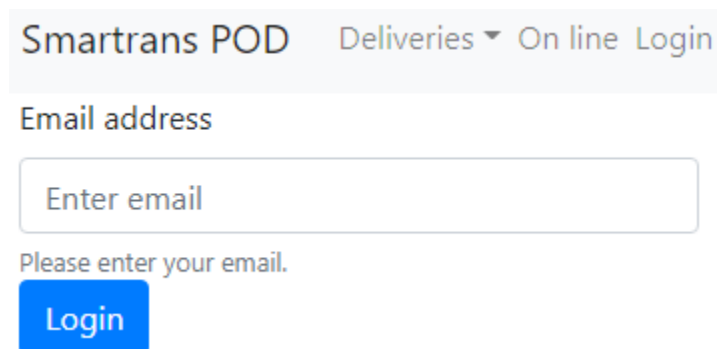 Smartrans POD Deliveries On line Login
Email address
Enter email
Please enter your email.
Login